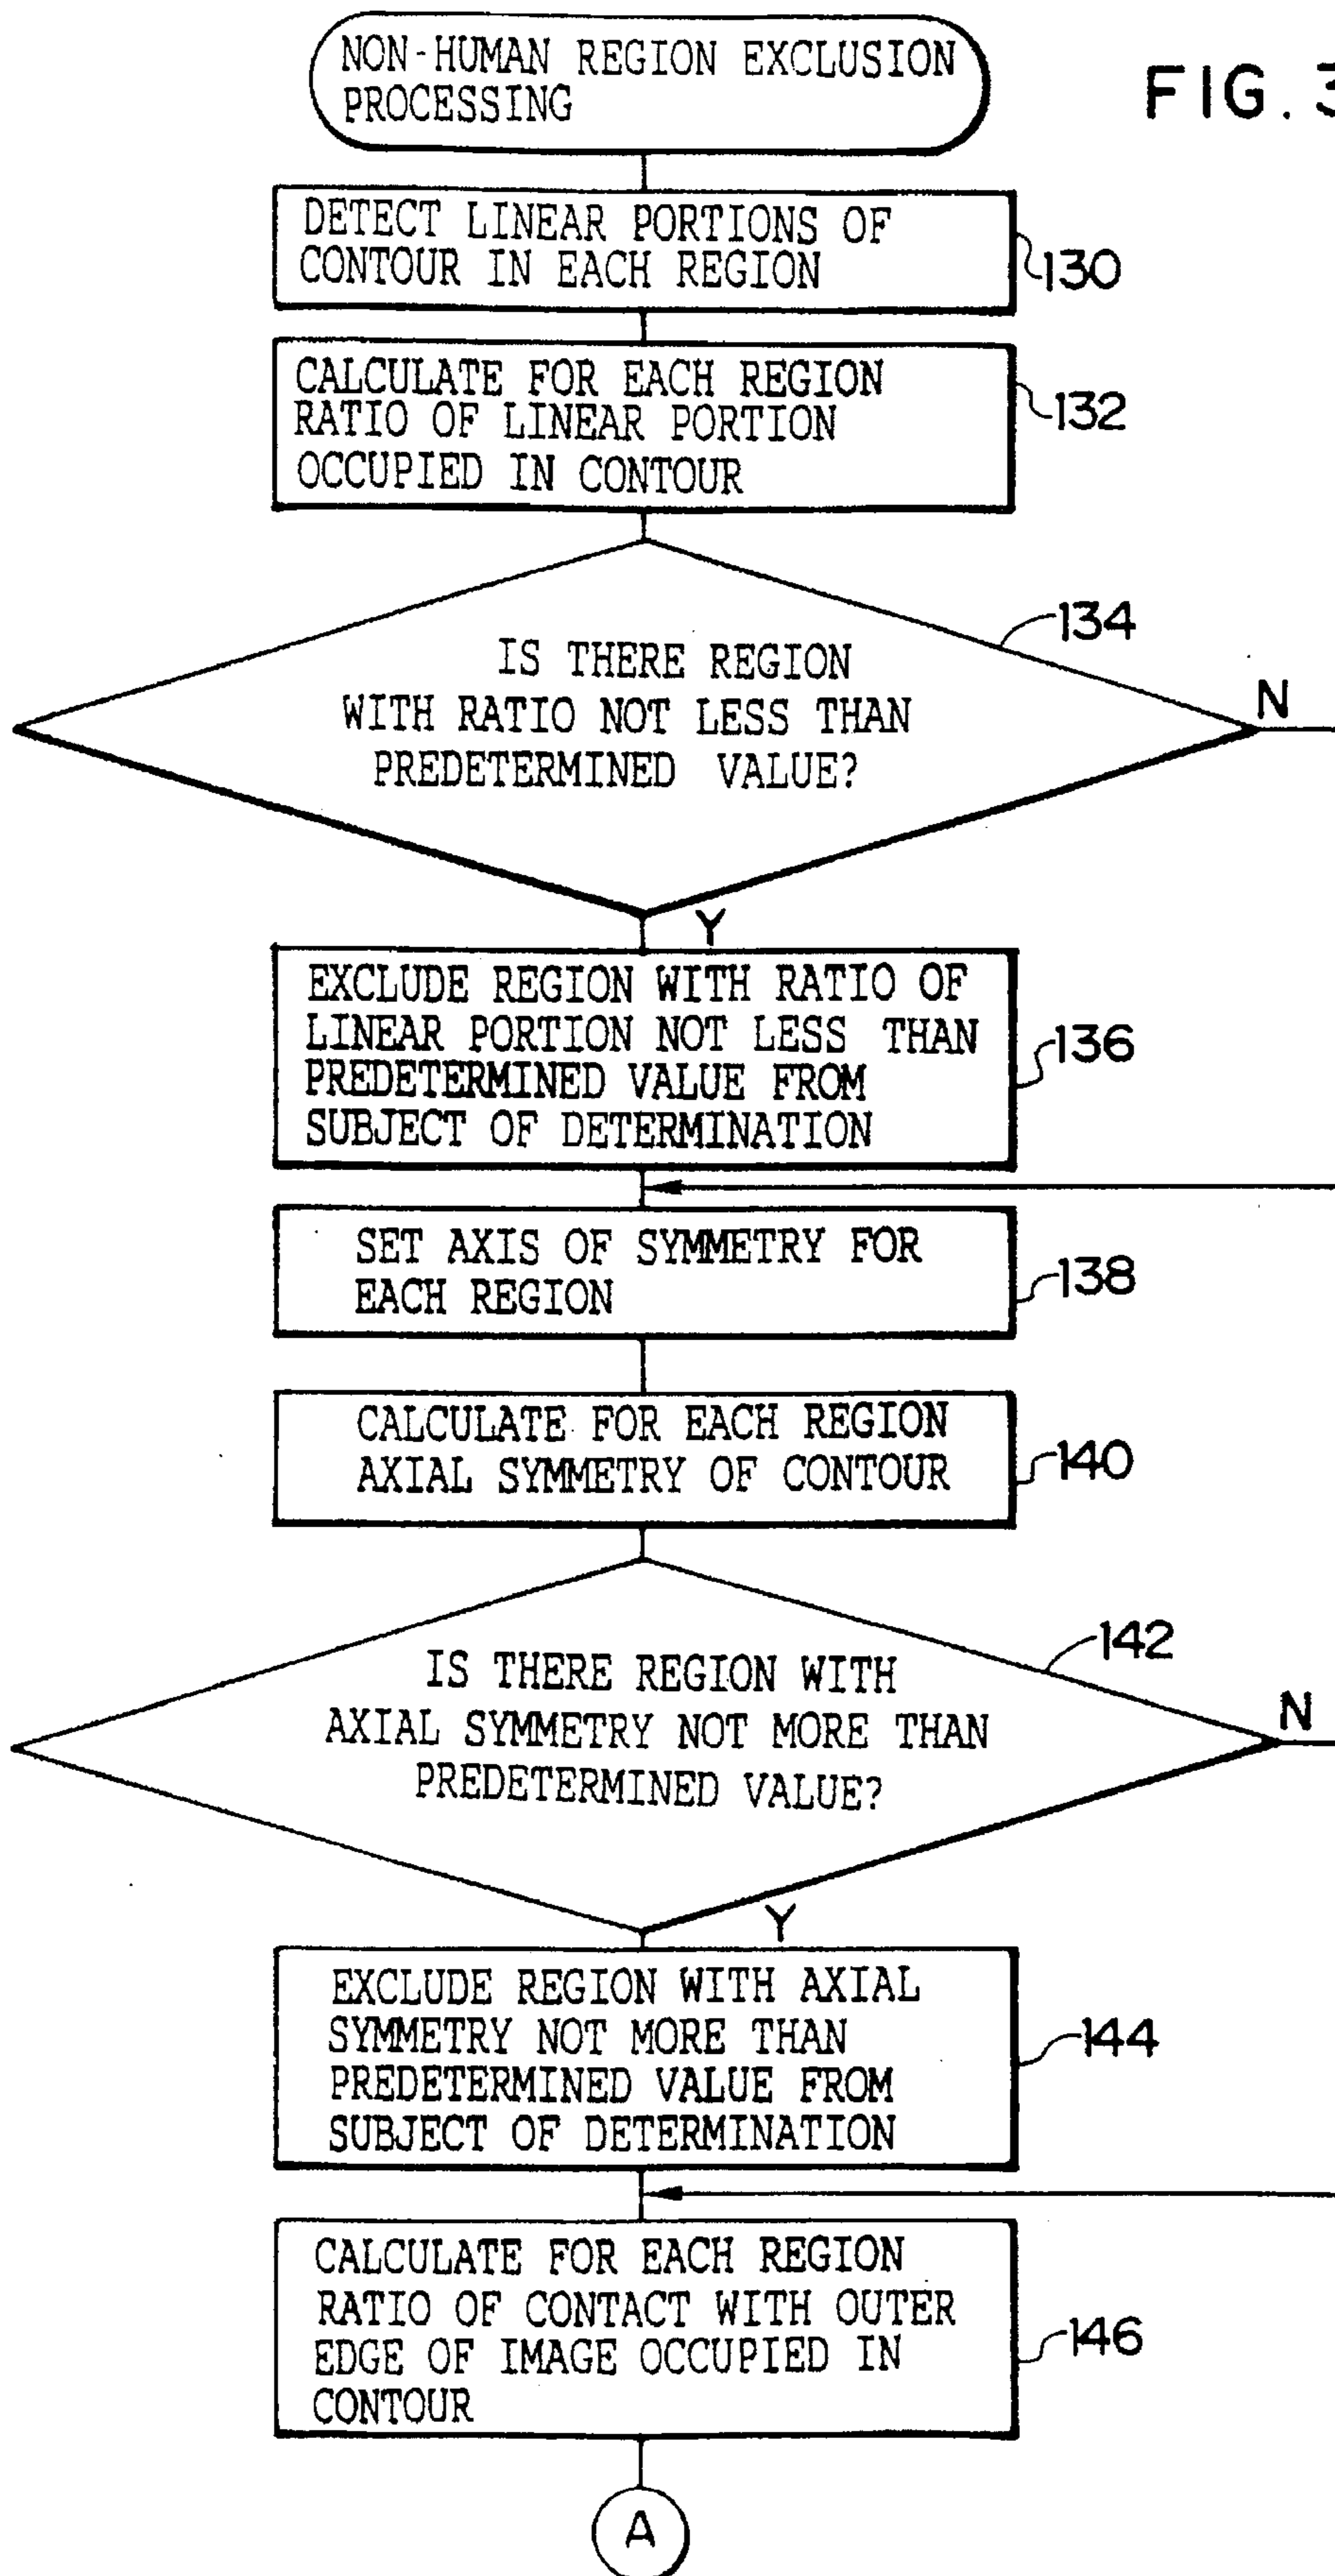 NON-HUMAN REGION EXCLUSION
PROCESSING
FIG. 3
DETECT LINEAR PORTIONS OF
CONTOUR IN EACH REGION
130
CALCULATE FOR EACH REGION
RATIO OF LINEAR PORTION
OCCUPIED IN CONTOUR
132
134
IS THERE REGION
WITH RATIO NOT LESS THAN
PREDETERMINED VALUE?
N
Y
EXCLUDE REGION WITH RATIO OF
LINEAR PORTION NOT LESS THAN
PREDETERMINED VALUE FROM
SUBJECT OF DETERMINATION
136
SET AXIS OF SYMMETRY FOR
EACH REGION
138
CALCULATE FOR EACH REGION
AXIAL SYMMETRY OF CONTOUR
140
142
IS THERE REGION WITH
AXIAL SYMMETRY NOT MORE THAN
PREDETERMINED VALUE?
N
Y
EXCLUDE REGION WITH AXIAL
SYMMETRY NOT MORE THAN
PREDETERMINED VALUE FROM
SUBJECT OF DETERMINATION
144
CALCULATE FOR EACH REGION
RATIO OF CONTACT WITH OUTER
EDGE OF IMAGE OCCUPIED IN
CONTOUR
146
A